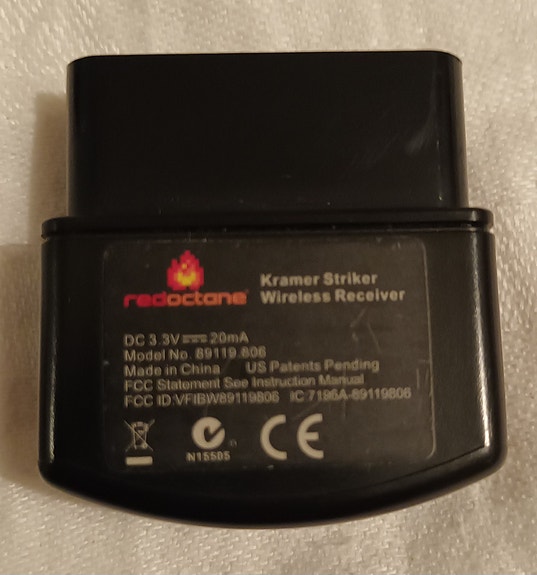 redoctane
Kramer Striker
Wireless Receiver
DC 3.3V 20mA
Model No. 89119.806
Made in China US Patents Pending
FCC Statement See Instruction Manual
FCC ID:VFIBW89119806 IC:7196A-89119806
N15505
CE